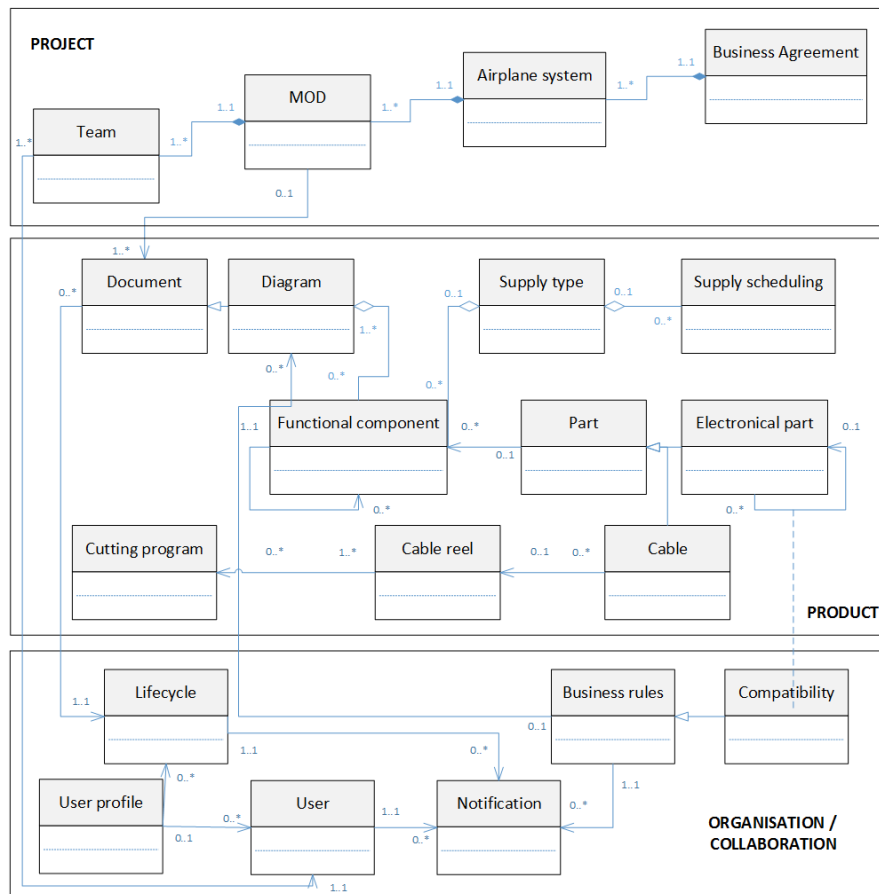 PROJECT
Business Agreement
Airplane system
MOD
Team
1..1
1..*
1..1
1..*
1..1
1..*
1..*
0..1
1..*
Document
Diagram
Supply type
Supply scheduling
0..*
0..1
0..1
1..*
0..*
0..*
0..*
0..*
Functional component
Part
Electronical part
1..1
0..*
0..1
0..1
0..*
0..*
Cutting program
Cable reel
Cable
0..*
1..*
0..1
0..*
PRODUCT
Lifecycle
Business rules
Compatibility
1..1
0..1
1..1
0..*
0..*
1..1
User profile
User
Notification
0..*
0..1
0..*
1..1
0..*
ORGANISATION /
COLLABORATION
1..1